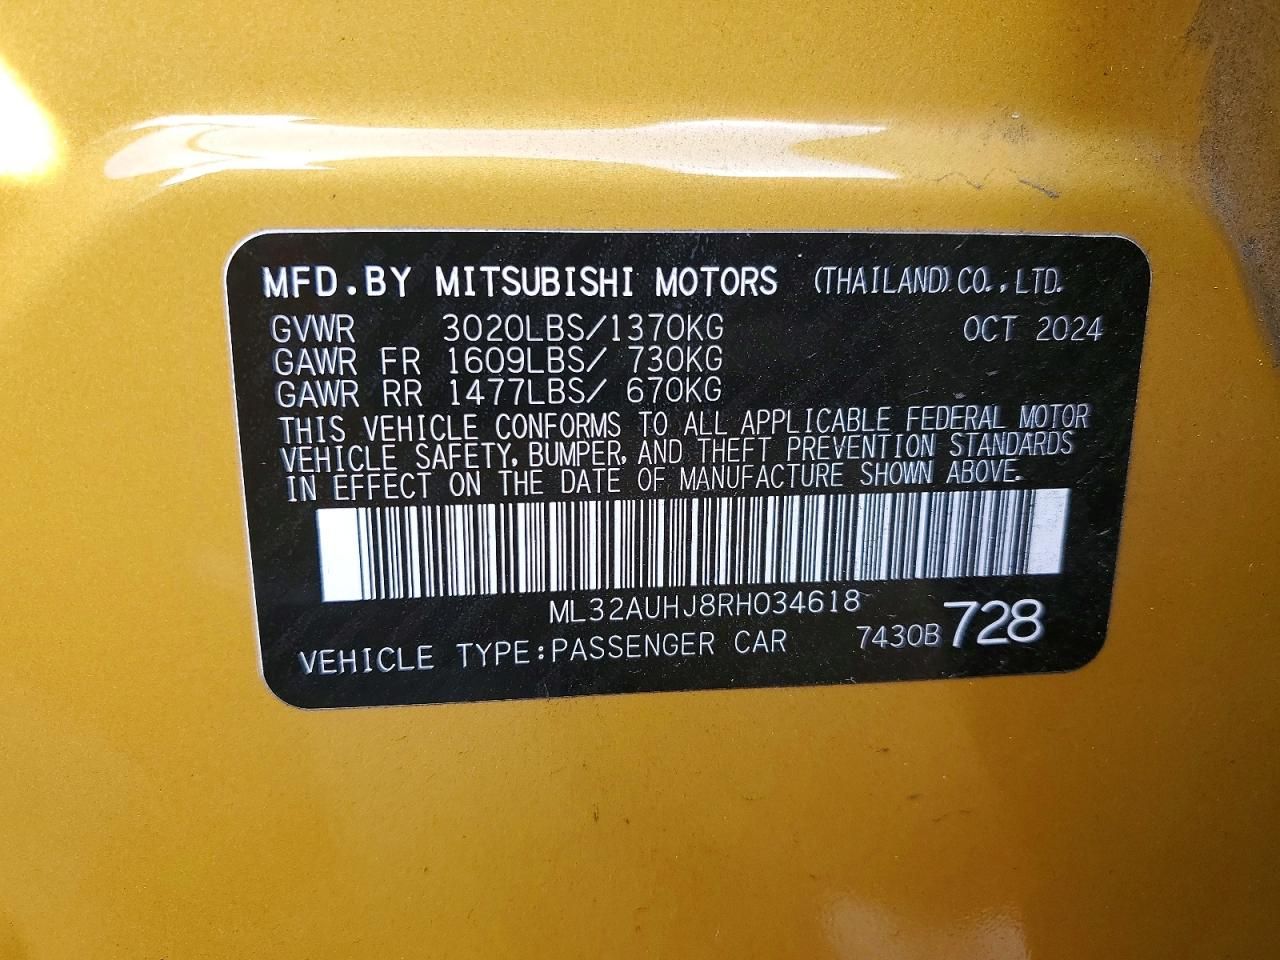 MFD.BY MITSUBISHI MOTORS (THAILAND) CO.,LTD.
GVWR 3020LBS/1370KG OCT 2024
GAWR FR 1609LBS/ 730KG
GAWR RR 1477LBS/ 670KG
THIS VEHICLE CONFORMS TO ALL APPLICABLE FEDERAL MOTOR
VEHICLE SAFETY, BUMPER, AND THEFT PREVENTION STANDARDS
IN EFFECT ON THE DATE OF MANUFACTURE SHOWN ABOVE.
ML32AUHJ8RH034618
VEHICLE TYPE:PASSENGER CAR 7430B 728